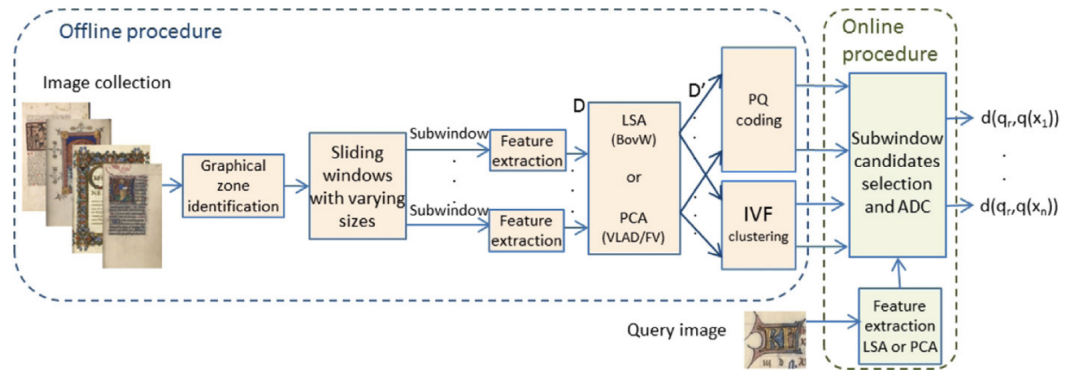 Offline procedure
Online
procedure
Image collection
Graphical
zone
identification
Sliding
windows
with varying
sizes
Subwindow
Subwindow
Feature
extraction
Feature
extraction
D
LSA
(BovW)
or
PCA
(VLAD/FV)
D'
PQ
coding
IVF
clustering
Subwindow
candidates
selection
and ADC
d(qᵣ,q(x₁))
d(qᵣ,q(xₙ))
Query image
Feature
extraction
LSA or PCA